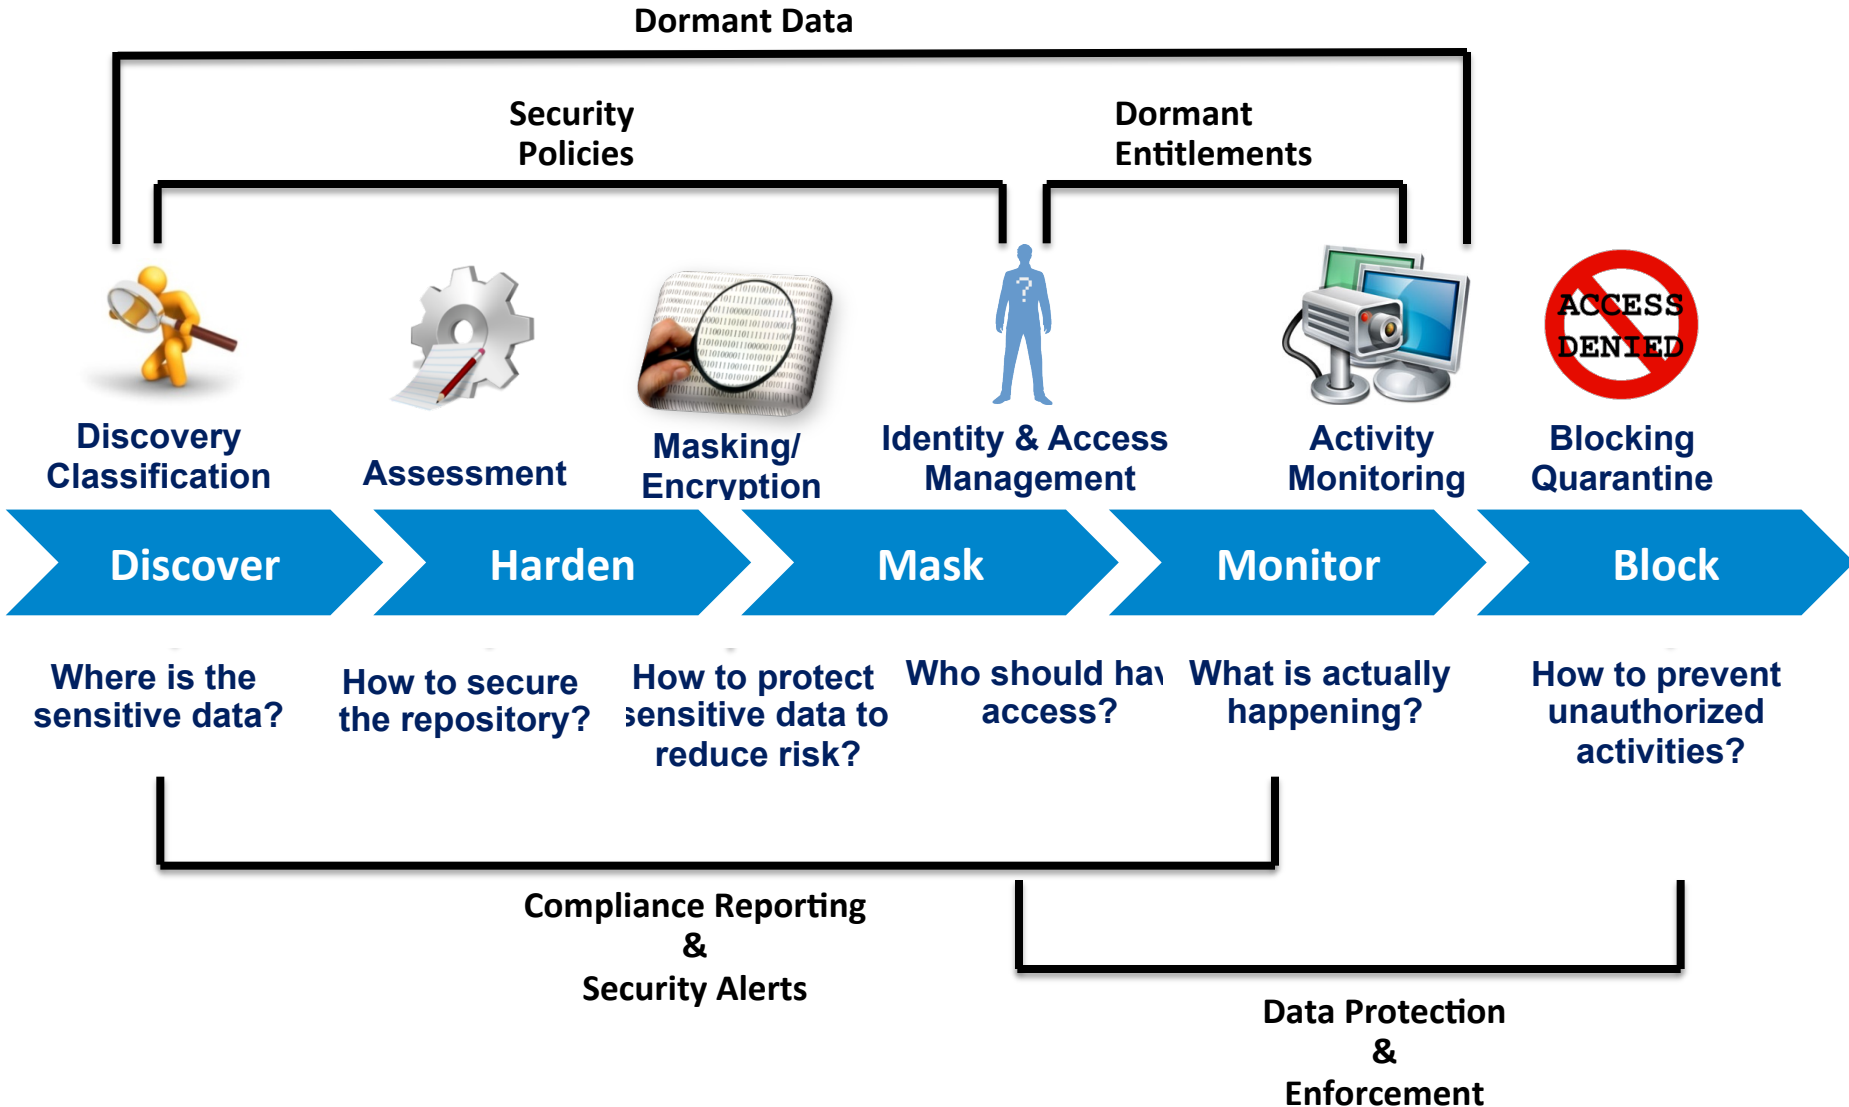 Dormant Data
Security
Policies
Dormant
Entitlements
ACCESS
DENIED
Discovery
Classification
Assessment
Masking/
Encryption
Identity & Access
Management
Activity
Monitoring
Blocking
Quarantine
Discover
Harden
Mask
Monitor
Block
Where is the
sensitive data?
How to secure
the repository?
How to protect
sensitive data to
reduce risk?
Who should hav
access?
What is actually
happening?
How to prevent
unauthorized
activities?
Compliance Reporting
&
Security Alerts
Data Protection
&
Enforcement